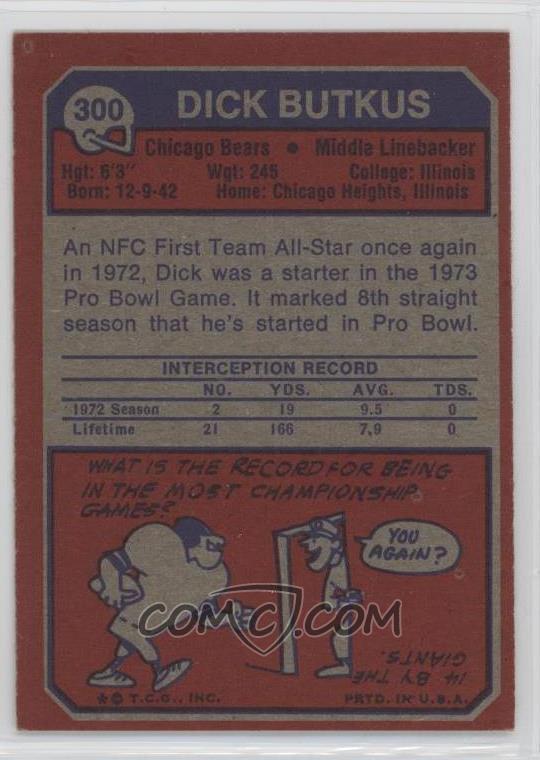 300
DICK BUTKUS
Chicago Bears • Middle Linebacker
Hgt: 6'3" Wgt: 245 College: Illinois
Born: 12-9-42 Home: Chicago Heights, Illinois
An NFC First Team All-Star once again
in 1972, Dick was a starter in the 1973
Pro Bowl Game. It marked 8th straight
season that he's started in Pro Bowl.
INTERCEPTION RECORD
NO. YDS. AVG. TDS.
1972 Season 2 19 9.5 0
Lifetime 21 166 7.9 0
WHAT IS THE RECORD FOR BEING
IN THE MOST CHAMPIONSHIP
GAMES?
YOU
AGAIN?
COMC.COM
14 BY THE
GIANTS.
*© T.C.G., INC. PRTD. IN U.S.A.